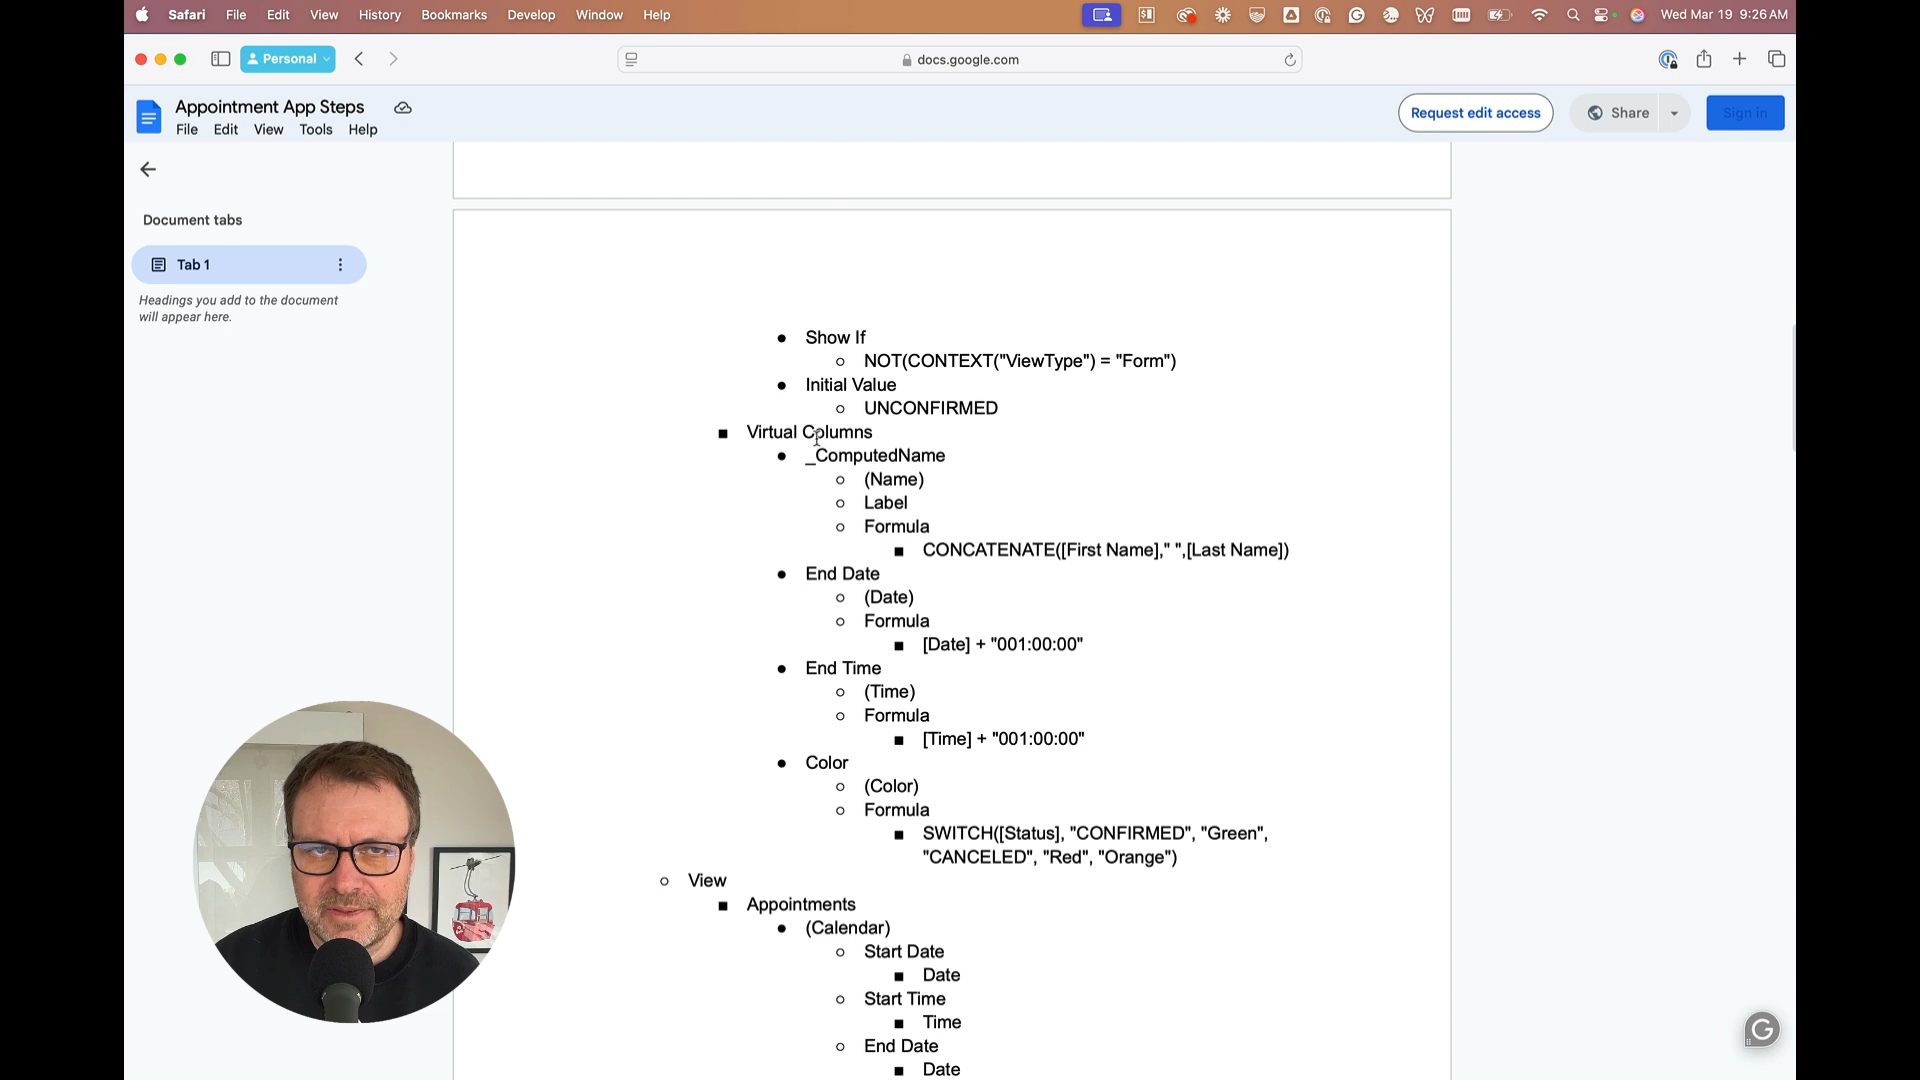 Safari File Edit View History Bookmarks Develop Window Help Wed Mar 19 9:26 AM
Personal docs.google.com
Appointment App Steps
File Edit View Tools Help
Request edit access Share Sign in
Document tabs
Tab 1
Headings you add to the document
will appear here.
● Show If
○ NOT(CONTEXT("ViewType") = "Form")
● Initial Value
○ UNCONFIRMED
■ Virtual Columns
● _ComputedName
○ (Name)
○ Label
○ Formula
■ CONCATENATE([First Name]," ",[Last Name])
● End Date
○ (Date)
○ Formula
■ [Date] + "001:00:00"
● End Time
○ (Time)
○ Formula
■ [Time] + "001:00:00"
● Color
○ (Color)
○ Formula
■ SWITCH([Status], "CONFIRMED", "Green",
"CANCELED", "Red", "Orange")
○ View
■ Appointments
● (Calendar)
○ Start Date
■ Date
○ Start Time
■ Time
○ End Date
■ Date